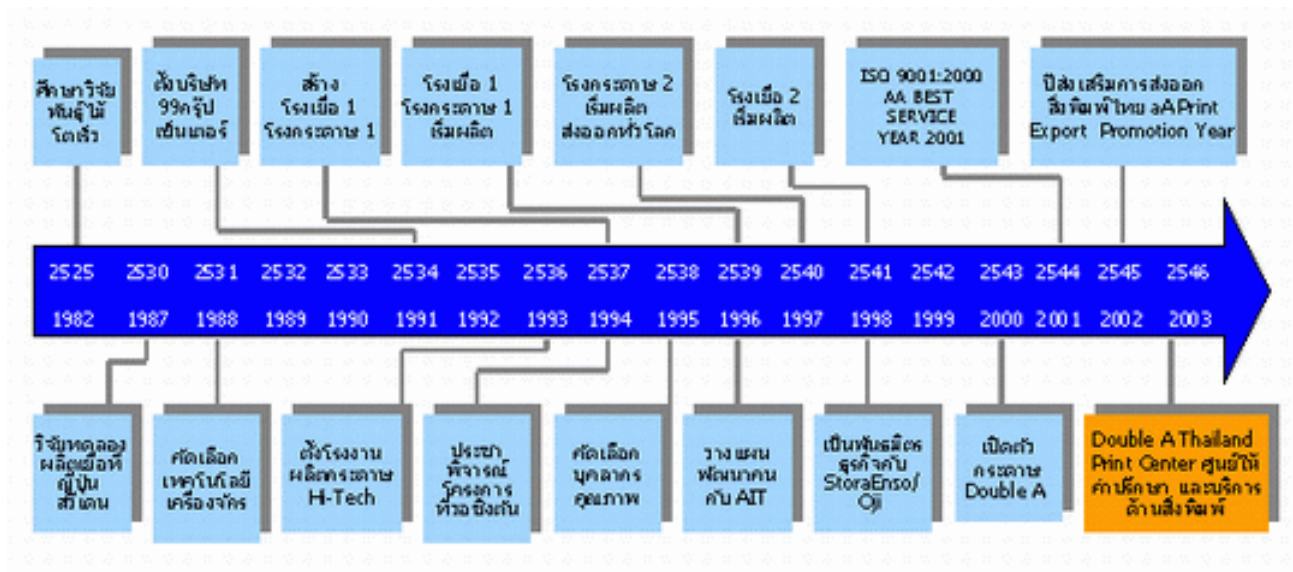 ศึกษาวิจัย
พันธุ์ไม้
โตเร็ว
ตั้งบริษัท
99กรุ๊ป
เซ็นเตอร์
สร้าง
โรงเยื่อ 1
โรงกระดาษ 1
โรงเยื่อ 1
โรงกระดาษ 1
เริ่มผลิต
โรงกระดาษ 2
เริ่มผลิต
ส่งออกทั่วโลก
โรงเยื่อ 2
เริ่มผลิต
ISO 9001:2000
AA BEST
SERVICE
YEAR 2001
ปีส่งเสริมการส่งออก
สิ่งพิมพ์ไทย aAPrint
Export Promotion Year
2525 2530 2531 2532 2533 2534 2535 2536 2537 2538 2539 2540 2541 2542 2543 2544 2545 2546
1982 1987 1988 1989 1990 1991 1992 1993 1994 1995 1996 1997 1998 1999 2000 2001 2002 2003
วิจัยทดลอง
ผลิตเยื่อที่
ญี่ปุ่น
สวีเดน
คัดเลือก
เทคโนโลยี
เครื่องจักร
ตั้งโรงงาน
ผลิตกระดาษ
Hi-Tech
ประชา
พิจารณ์
โครงการ
ที่วอชิงตัน
คัดเลือก
บุคลากร
คุณภาพ
วางแผน
พัฒนาคน
กับ AIT
เป็นพันธมิตร
ธุรกิจกับ
StoraEnso/
Oji
เปิดตัว
กระดาษ
Double A
Double A Thailand
Print Center ศูนย์ให้
คำปรึกษา และบริการ
ด้านสิ่งพิมพ์